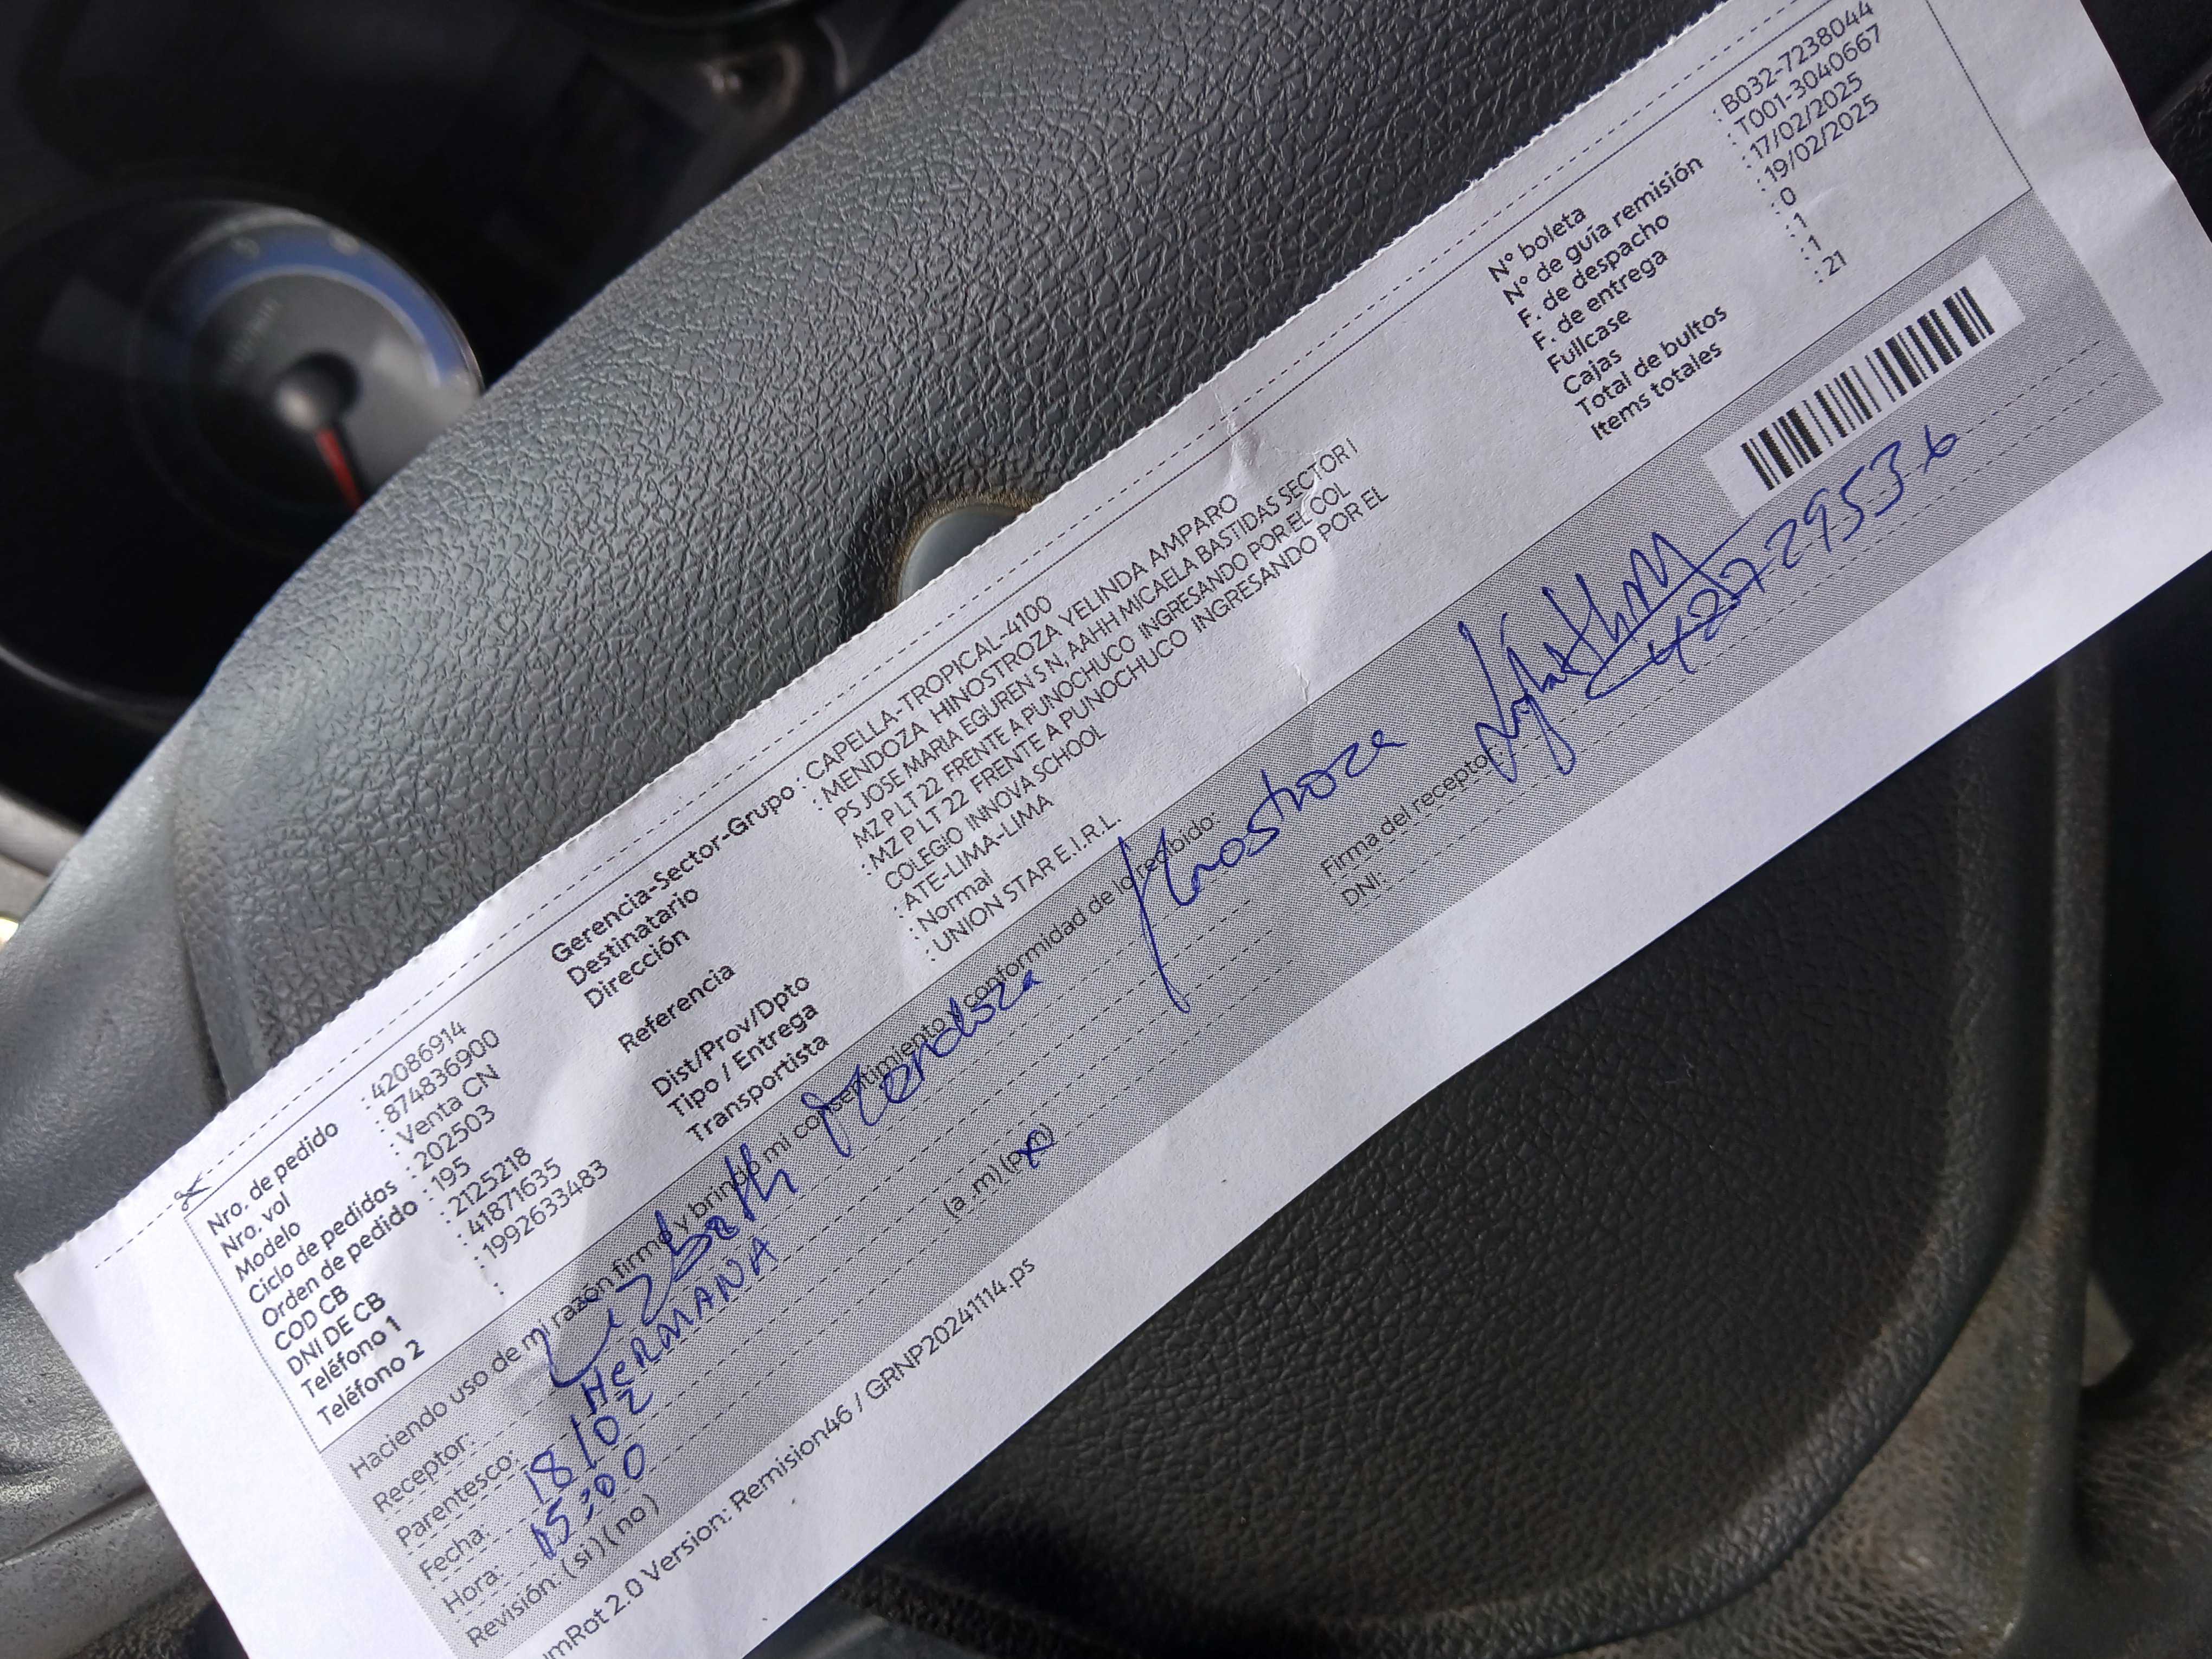 Nro. de pedido : 42086914
Nro. vol : 874836900
Modelo : Venta CN
Ciclo de pedidos : 202503
Orden de pedido : 195
COD CB : 2125218
DNI DE CB : 41871635
Teléfono 1 : 1992633483
Teléfono 2 :
Gerencia-Sector-Grupo : CAPELLA-TROPICAL-4100
Destinatario : MENDOZA HINOSTROZA YELINDA AMPARO
Dirección PS JOSE MARIA EGUREN S N, AAHH MICAELA BASTIDAS SECTOR I
MZ P LT 22 FRENTE A PUNOCHUCO INGRESANDO POR EL COL
Referencia : MZ P LT 22 FRENTE A PUNOCHUCO INGRESANDO POR EL
COLEGIO INNOVA SCHOOL
Dist/Prov/Dpto : ATE-LIMA-LIMA
Tipo / Entrega : Normal
Transportista : UNION STAR E.I.R.L.
N° boleta : B032-7238044
N° de guía remisión : T001-3040667
F. de despacho : 17/02/2025
F. de entrega : 19/02/2025
Fullcase : 0
Cajas : 1
Total de bultos : 1
Items totales : 21
Haciendo uso de mi razón firmo y brindo mi consentimiento y conformidad de lo recibido:
Receptor: Lizbeth Mendoza Hinostroza
Parentesco: HERMANA
Fecha: 18/02
Hora: 15:00 (a.m) (p.m)
Revisión: ( si ) ( no )
Firma del receptor:
DNI:
mRot 2.0 Version: Remision46 / GRNP20241114.ps